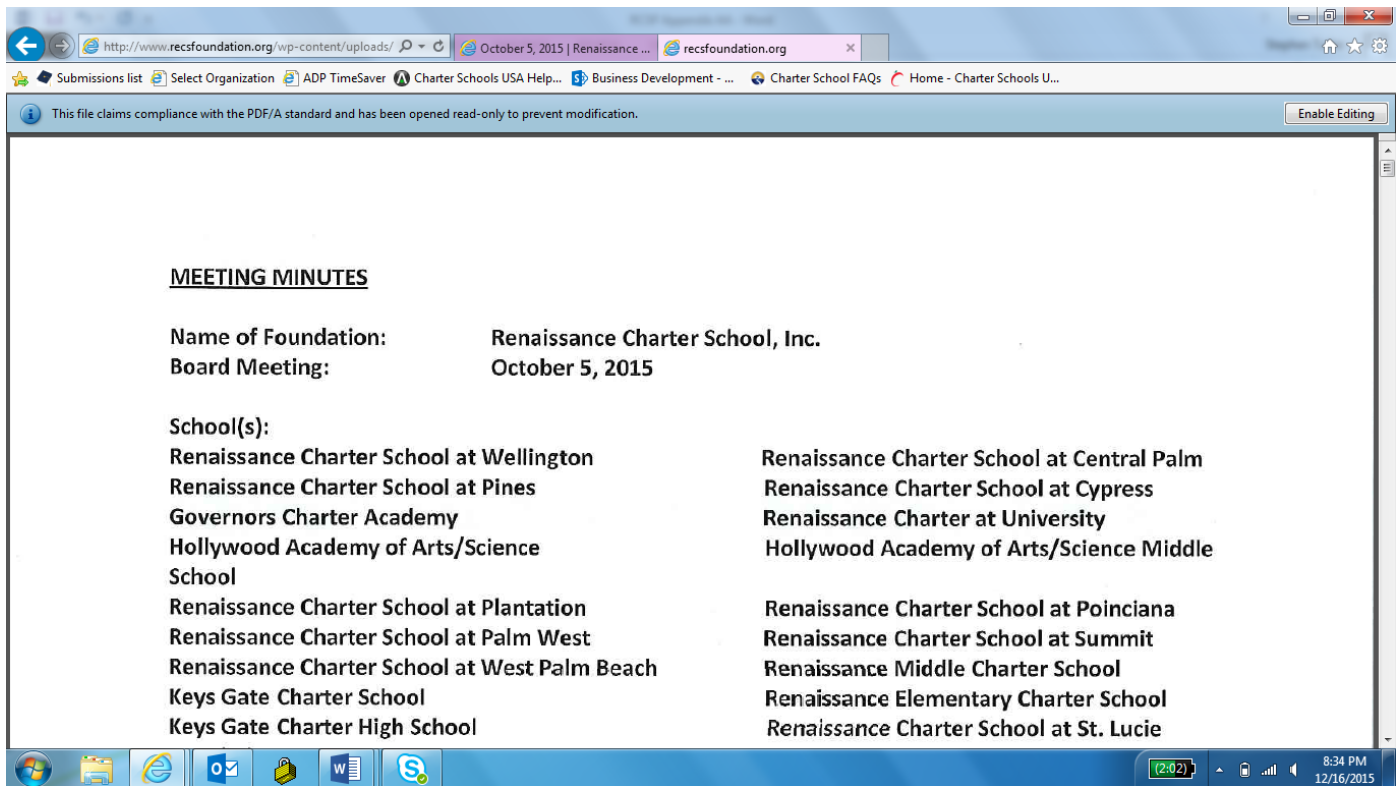 http://www.recsfoundation.org/wp-content/uploads/
October 5, 2015 | Renaissance ...
recsfoundation.org
Submissions list
Select Organization
ADP TimeSaver
Charter Schools USA Help...
Business Development - ...
Charter School FAQs
Home - Charter Schools U...
This file claims compliance with the PDF/A standard and has been opened read-only to prevent modification.
Enable Editing
MEETING MINUTES
Name of Foundation: Renaissance Charter School, Inc.
Board Meeting: October 5, 2015
School(s):
Renaissance Charter School at Wellington Renaissance Charter School at Central Palm
Renaissance Charter School at Pines Renaissance Charter School at Cypress
Governors Charter Academy Renaissance Charter at University
Hollywood Academy of Arts/Science Hollywood Academy of Arts/Science Middle
School
Renaissance Charter School at Plantation Renaissance Charter School at Poinciana
Renaissance Charter School at Palm West Renaissance Charter School at Summit
Renaissance Charter School at West Palm Beach Renaissance Middle Charter School
Keys Gate Charter School Renaissance Elementary Charter School
Keys Gate Charter High School Renaissance Charter School at St. Lucie
(2:02)
8:34 PM
12/16/2015